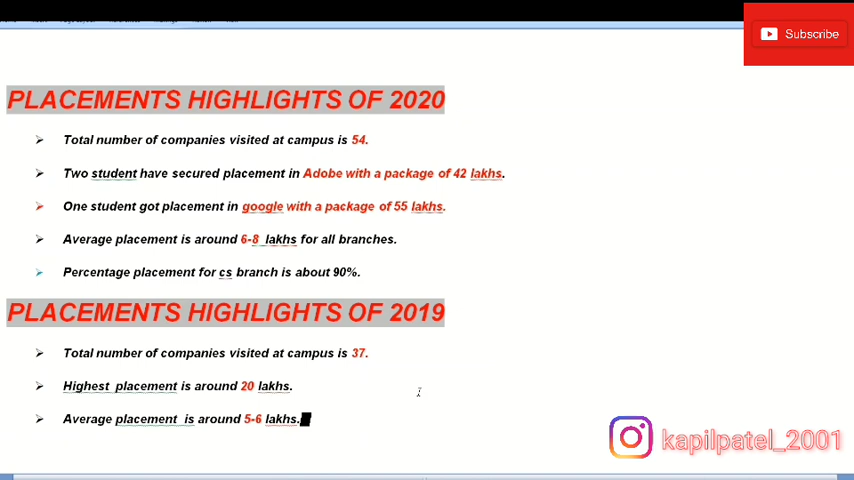 Subscribe
PLACEMENTS HIGHLIGHTS OF 2020
Total number of companies visited at campus is 54.
Two student have secured placement in Adobe with a package of 42 lakhs.
One student got placement in google with a package of 55 lakhs.
Average placement is around 6-8 lakhs for all branches.
Percentage placement for cs branch is about 90%.
PLACEMENTS HIGHLIGHTS OF 2019
Total number of companies visited at campus is 37.
Highest placement is around 20 lakhs.
Average placement is around 5-6 lakhs.
kapilpatel_2001